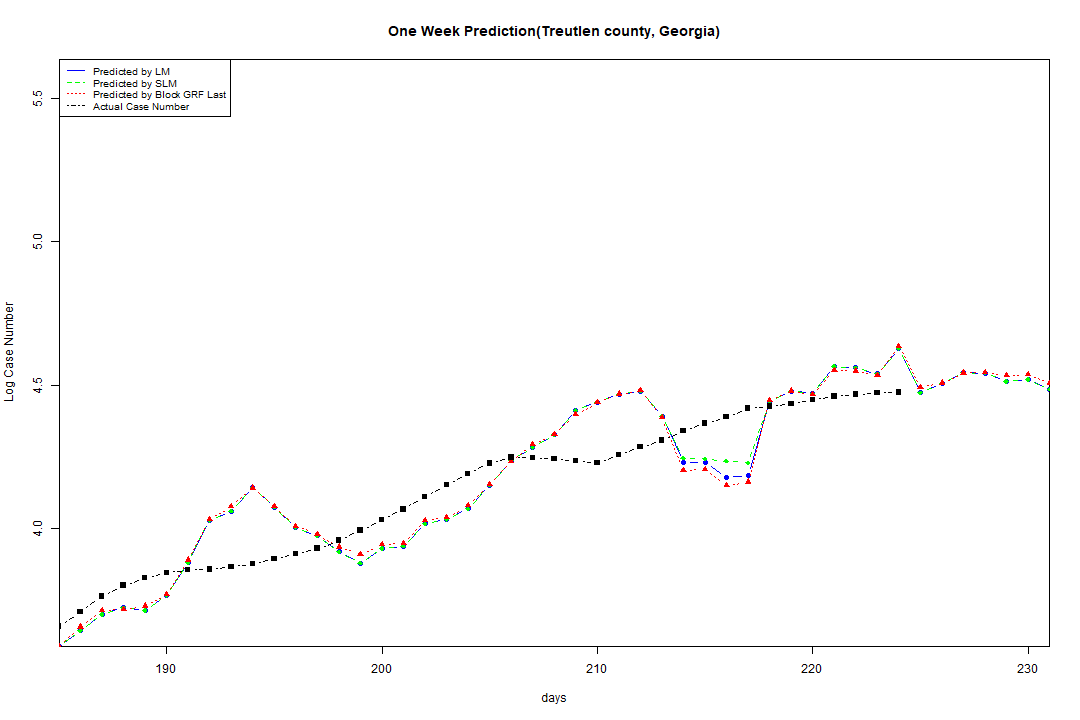 One Week Prediction(Treutlen county, Georgia)
Predicted by LM
Predicted by SLM
Predicted by Block GRF Last
Actual Case Number
5.5
5.0
4.5
4.0
Log Case Number
190 200 210 220 230
days